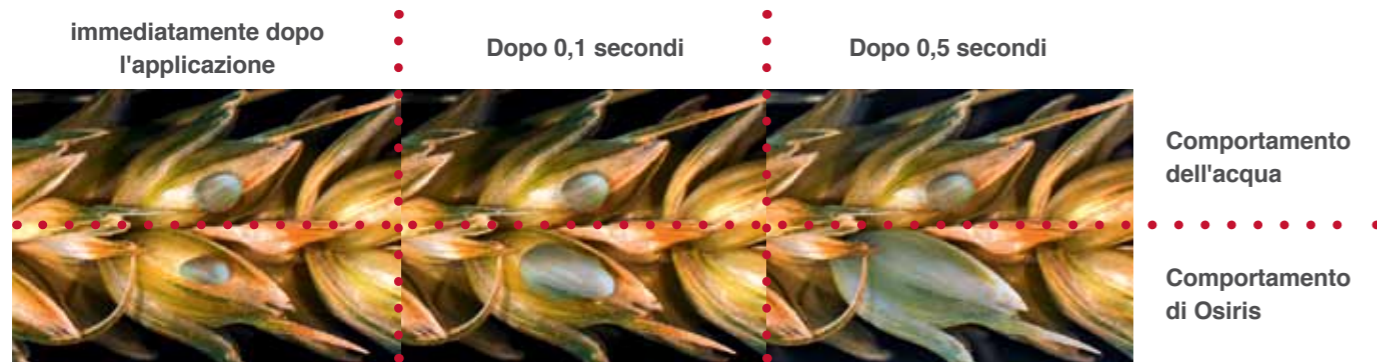 immediatamente dopo
l'applicazione
Dopo 0,1 secondi
Dopo 0,5 secondi
Comportamento
dell'acqua
Comportamento
di Osiris